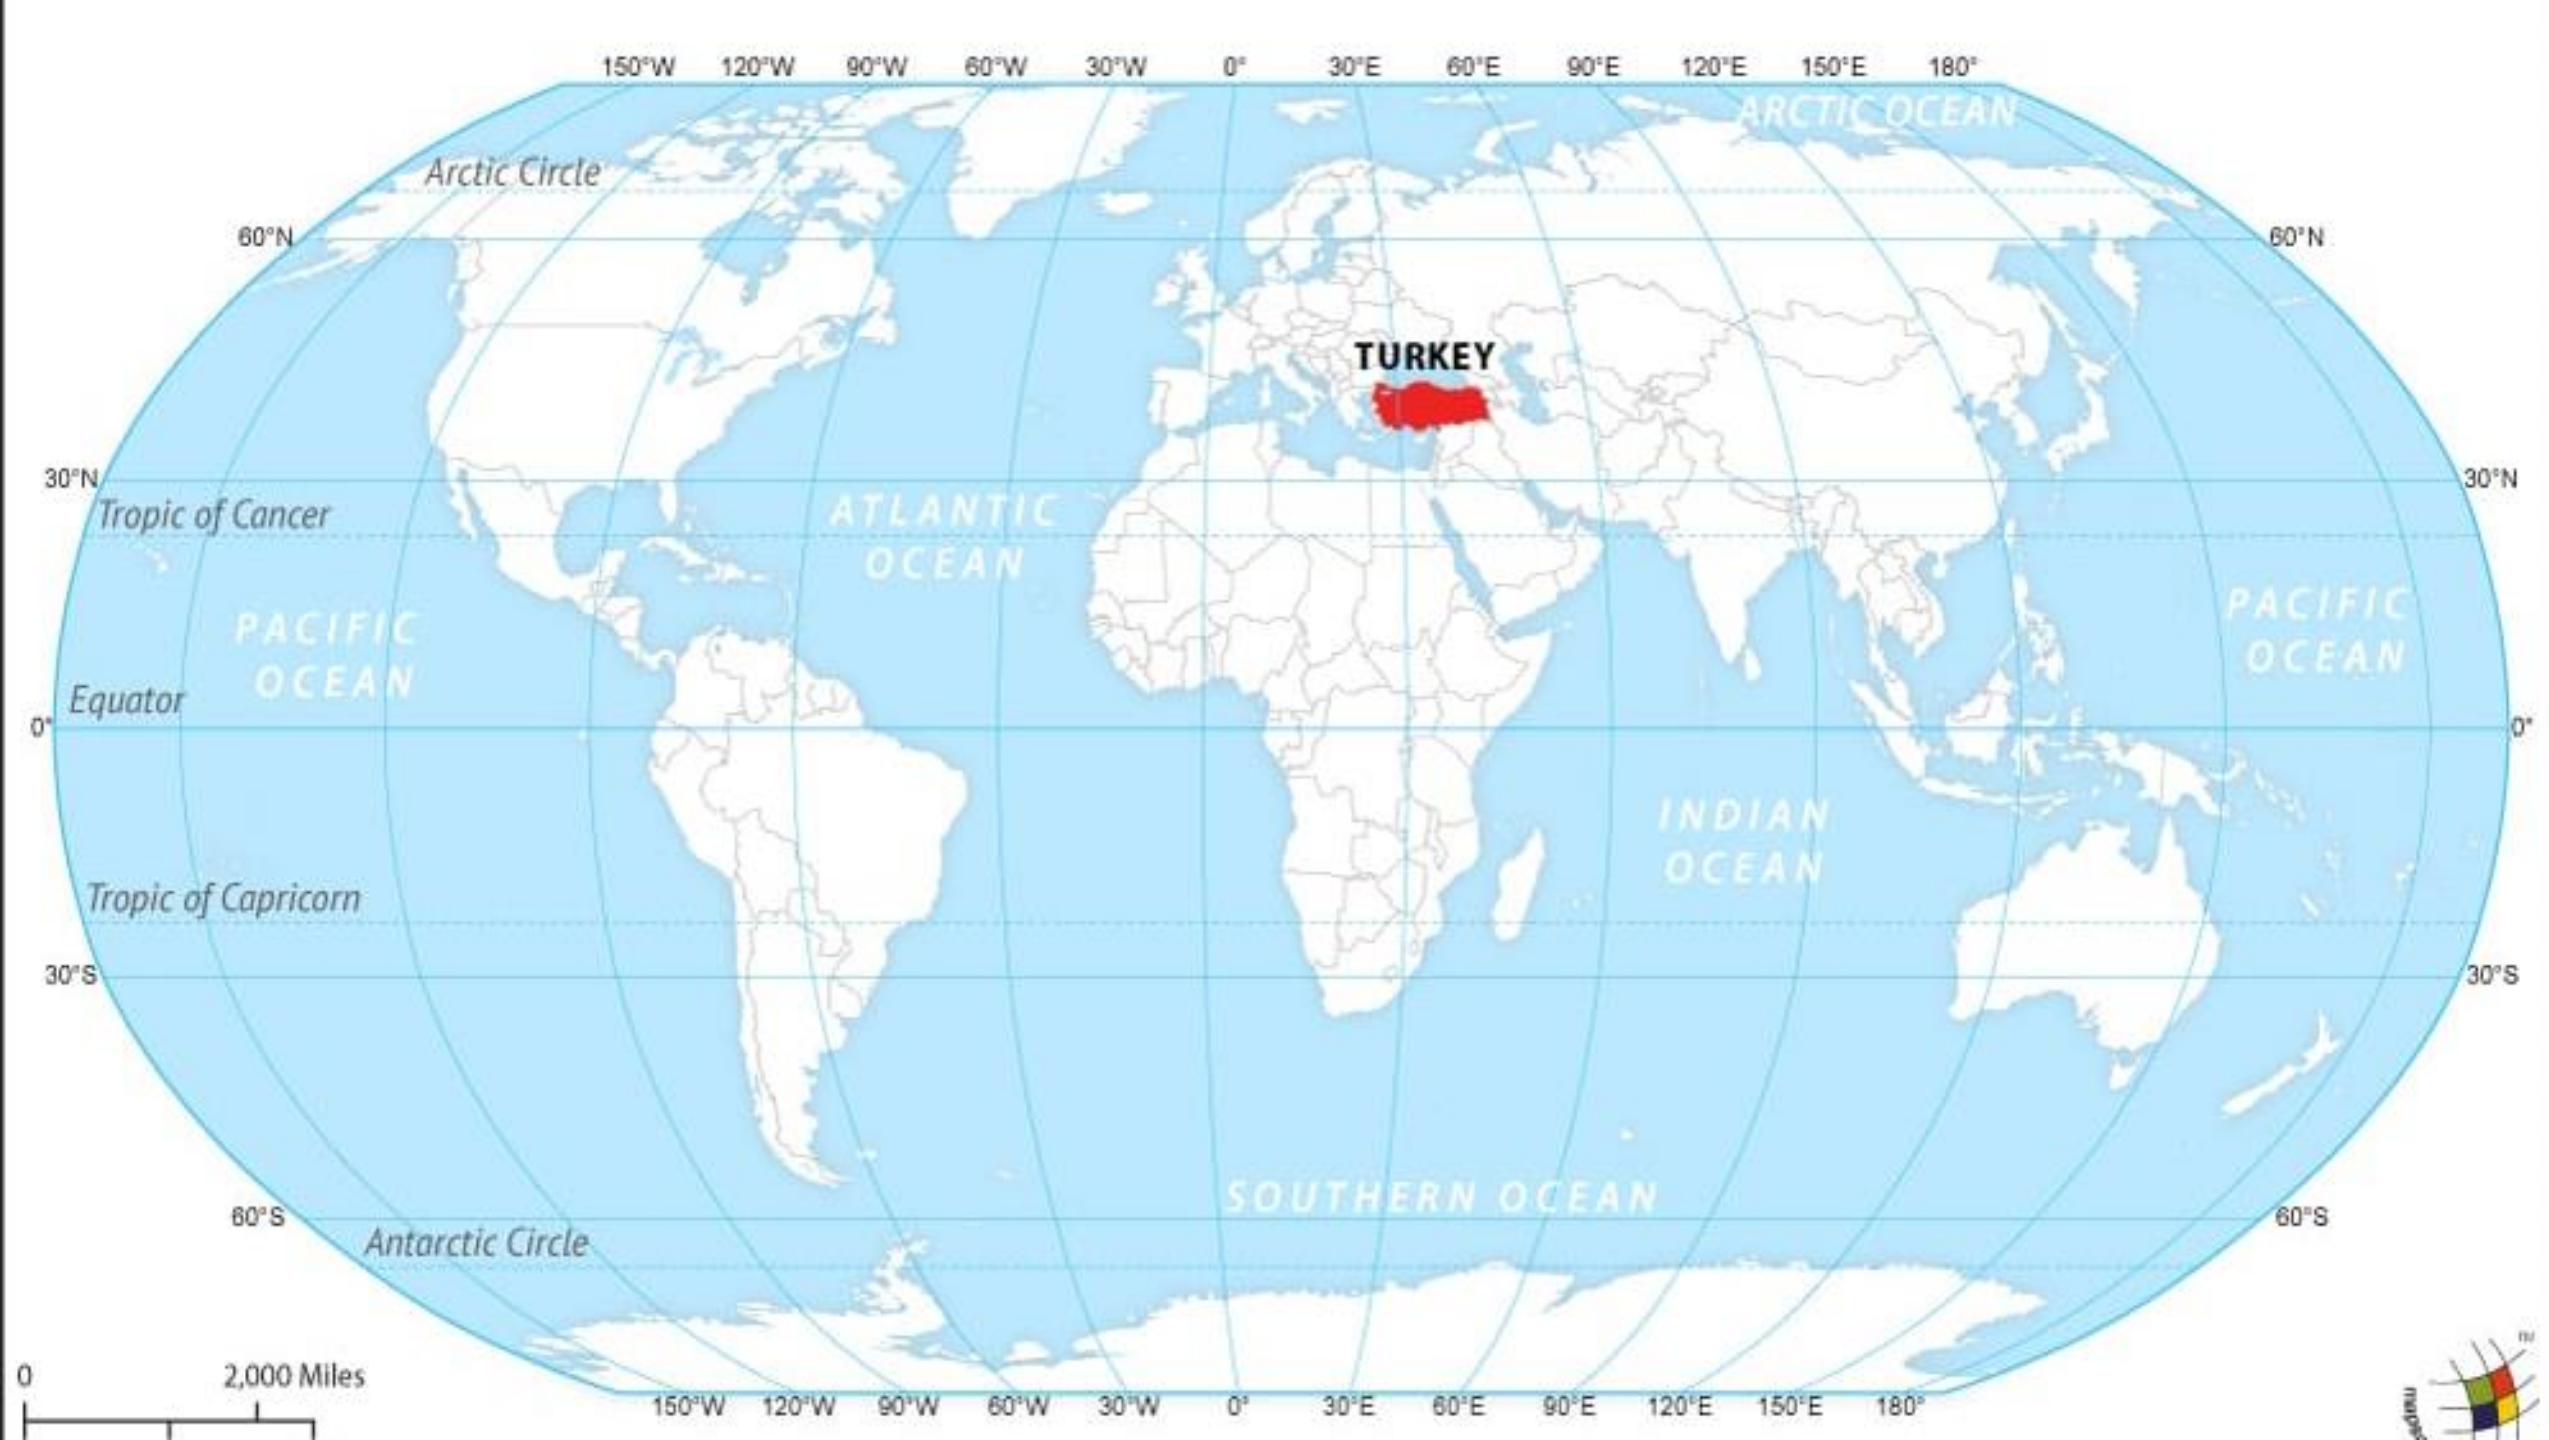 150°W 120°W 90°W 60°W 30°W 0° 30°E 60°E 90°E 120°E 150°E 180°
ARCTIC OCEAN
Arctic Circle
60°N 60°N
TURKEY
30°N 30°N
Tropic of Cancer
ATLANTIC
OCEAN
PACIFIC
OCEAN
PACIFIC
OCEAN
Equator
0° 0°
INDIAN
OCEAN
Tropic of Capricorn
30°S 30°S
SOUTHERN OCEAN
60°S 60°S
Antarctic Circle
0 2,000 Miles
150°W 120°W 90°W 60°W 30°W 0° 30°E 60°E 90°E 120°E 150°E 180°